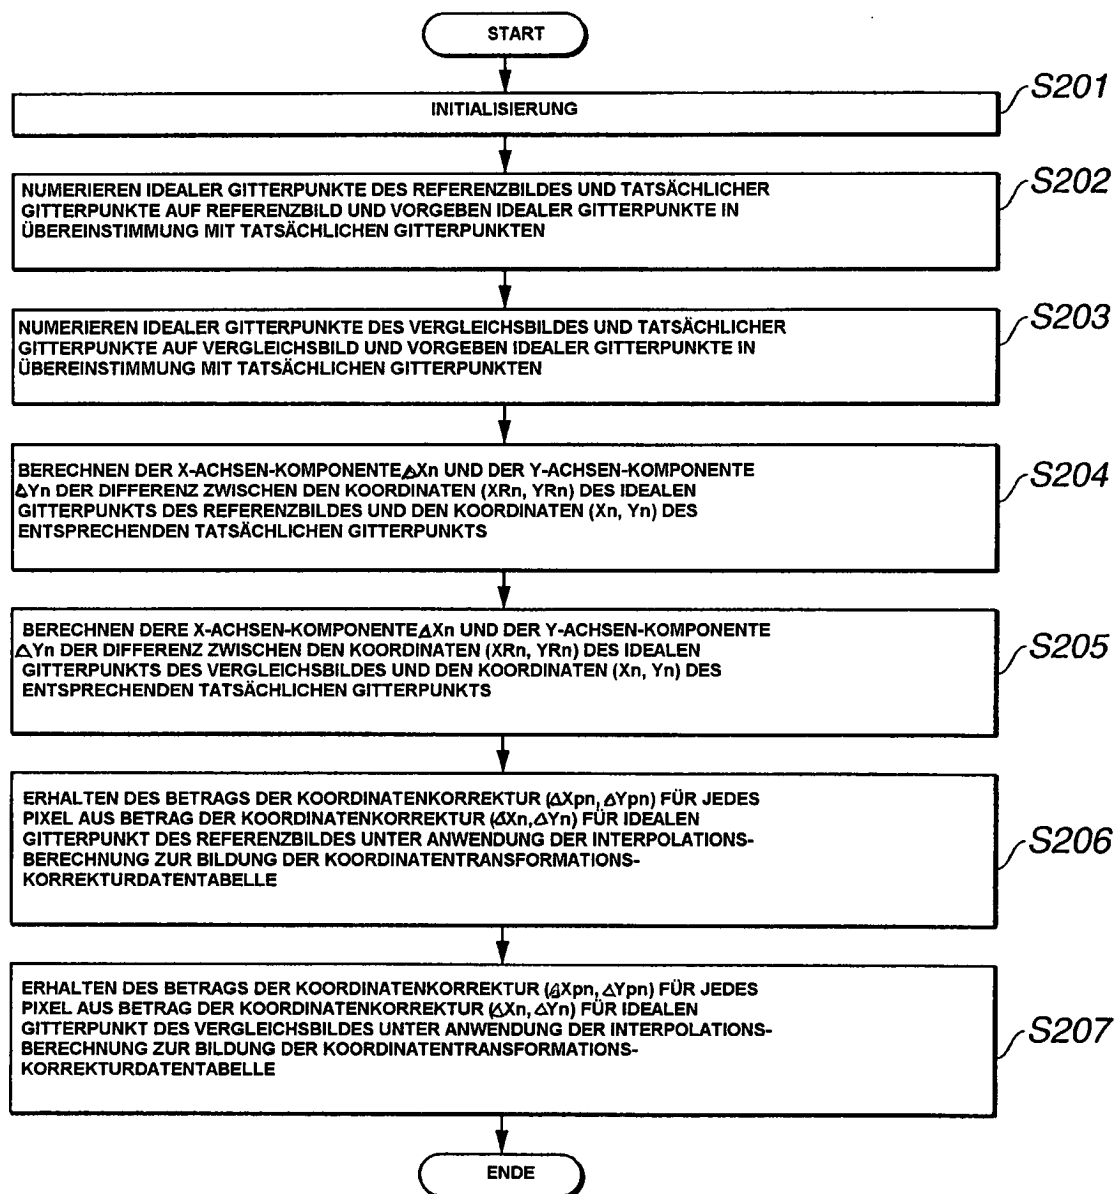 START
S201
INITIALISIERUNG
S202
NUMERIEREN IDEALER GITTERPUNKTE DES REFERENZBILDES UND TATSÄCHLICHER
GITTERPUNKTE AUF REFERENZBILD UND VORGEBEN IDEALER GITTERPUNKTE IN
ÜBEREINSTIMMUNG MIT TATSÄCHLICHEN GITTERPUNKTEN
S203
NUMERIEREN IDEALER GITTERPUNKTE DES VERGLEICHSBILDES UND TATSÄCHLICHER
GITTERPUNKTE AUF VERGLEICHSBILD UND VORGEBEN IDEALER GITTERPUNKTE IN
ÜBEREINSTIMMUNG MIT TATSÄCHLICHEN GITTERPUNKTEN
S204
BERECHNEN DER X-ACHSEN-KOMPONENTE ΔXn UND DER Y-ACHSEN-KOMPONENTE
ΔYn DER DIFFERENZ ZWISCHEN DEN KOORDINATEN (XRn, YRn) DES IDEALEN
GITTERPUNKTS DES REFERENZBILDES UND DEN KOORDINATEN (Xn, Yn) DES
ENTSPRECHENDEN TATSÄCHLICHEN GITTERPUNKTS
S205
BERECHNEN DERE X-ACHSEN-KOMPONENTE ΔXn UND DER Y-ACHSEN-KOMPONENTE
ΔYn DER DIFFERENZ ZWISCHEN DEN KOORDINATEN (XRn, YRn) DES IDEALEN
GITTERPUNKTS DES VERGLEICHSBILDES UND DEN KOORDINATEN (Xn, Yn) DES
ENTSPRECHENDEN TATSÄCHLICHEN GITTERPUNKTS
S206
ERHALTEN DES BETRAGS DER KOORDINATENKORREKTUR (ΔXpn, ΔYpn) FÜR JEDES
PIXEL AUS BETRAG DER KOORDINATENKORREKTUR (ΔXn, ΔYn) FÜR IDEALEN
GITTERPUNKT DES REFERENZBILDES UNTER ANWENDUNG DER INTERPOLATIONS-
BERECHNUNG ZUR BILDUNG DER KOORDINATENTRANSFORMATIONS-
KORREKTURDATENTABELLE
S207
ERHALTEN DES BETRAGS DER KOORDINATENKORREKTUR (ΔXpn, ΔYpn) FÜR JEDES
PIXEL AUS BETRAG DER KOORDINATENKORREKTUR (ΔXn, ΔYn) FÜR IDEALEN
GITTERPUNKT DES VERGLEICHSBILDES UNTER ANWENDUNG DER INTERPOLATIONS-
BERECHNUNG ZUR BILDUNG DER KOORDINATENTRANSFORMATIONS-
KORREKTURDATENTABELLE
ENDE